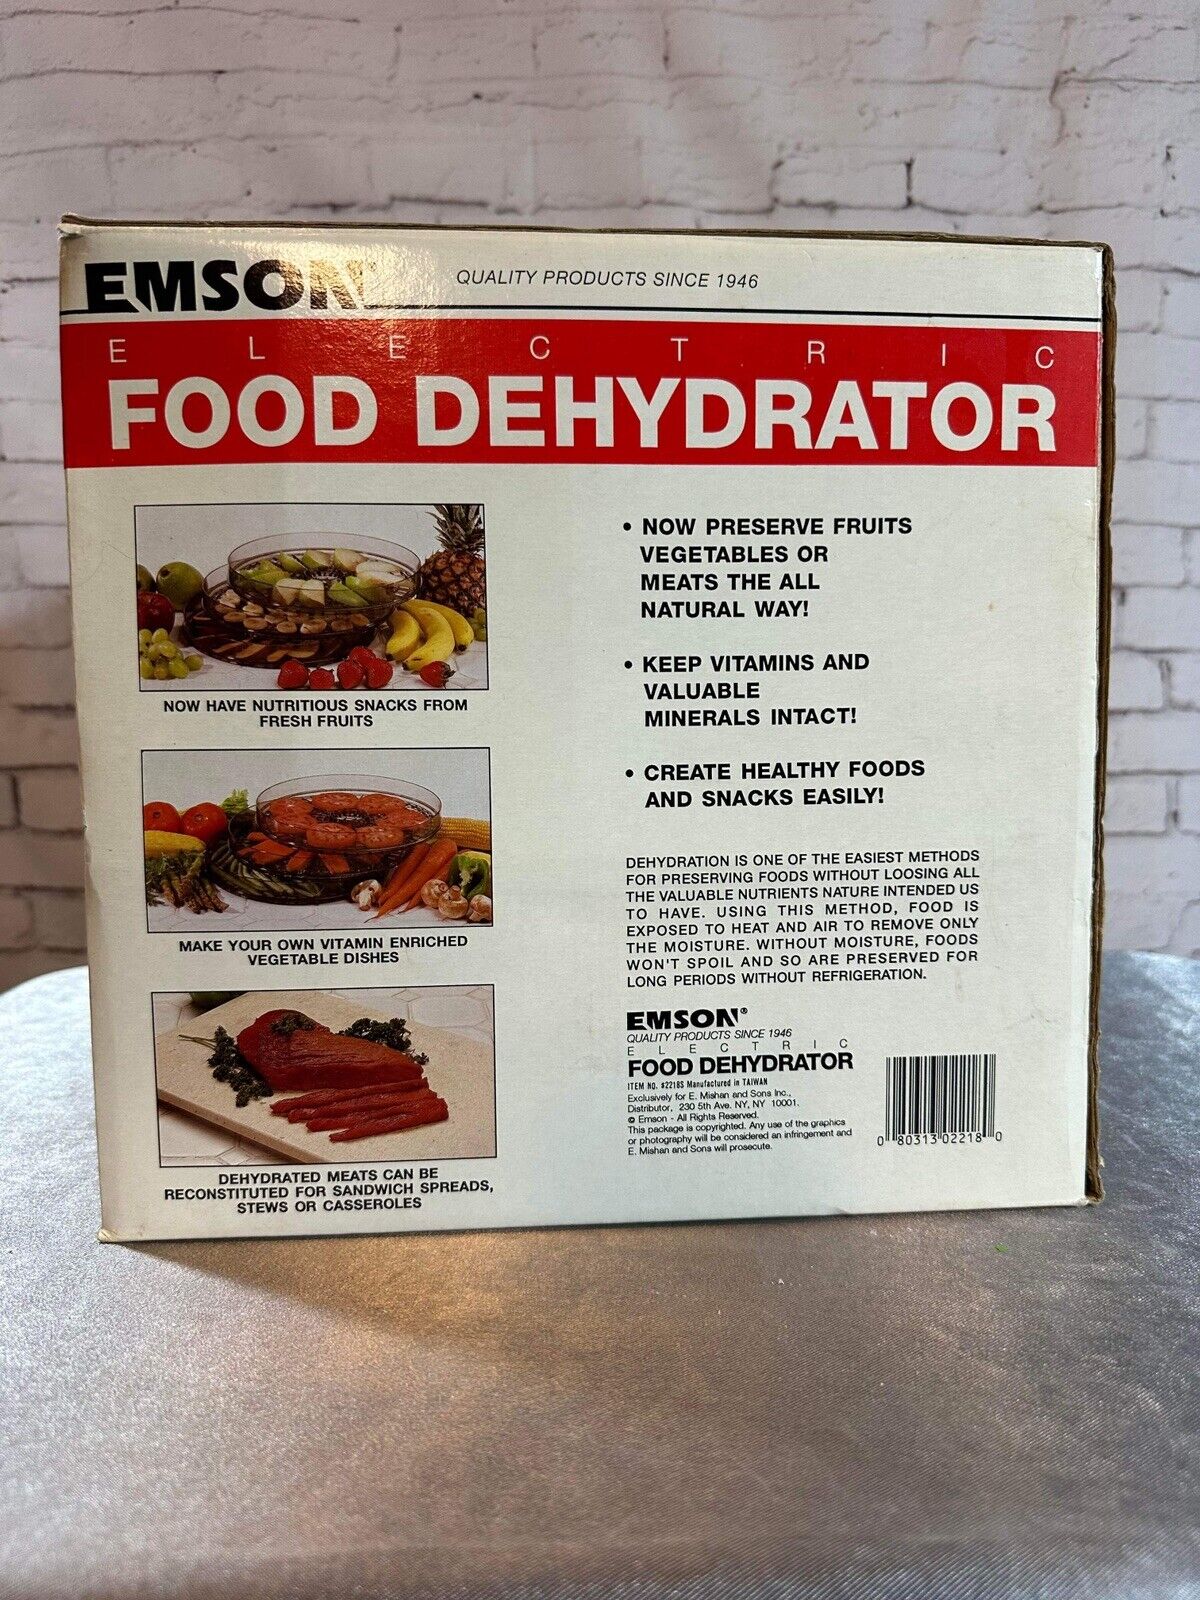 EMSON®
QUALITY PRODUCTS SINCE 1946
ELECTRIC
FOOD DEHYDRATOR
NOW HAVE NUTRITIOUS SNACKS FROM
FRESH FRUITS
MAKE YOUR OWN VITAMIN ENRICHED
VEGETABLE DISHES
DEHYDRATED MEATS CAN BE
RECONSTITUTED FOR SANDWICH SPREADS,
STEWS OR CASSEROLES
• NOW PRESERVE FRUITS
VEGETABLES OR
MEATS THE ALL
NATURAL WAY!
• KEEP VITAMINS AND
VALUABLE
MINERALS INTACT!
• CREATE HEALTHY FOODS
AND SNACKS EASILY!
DEHYDRATION IS ONE OF THE EASIEST METHODS
FOR PRESERVING FOODS WITHOUT LOOSING ALL
THE VALUABLE NUTRIENTS NATURE INTENDED US
TO HAVE. USING THIS METHOD, FOOD IS
EXPOSED TO HEAT AND AIR TO REMOVE ONLY
THE MOISTURE. WITHOUT MOISTURE, FOODS
WON'T SPOIL AND SO ARE PRESERVED FOR
LONG PERIODS WITHOUT REFRIGERATION.
EMSON®
QUALITY PRODUCTS SINCE 1946
ELECTRIC
FOOD DEHYDRATOR
ITEM NO. #2218S Manufactured in TAIWAN
Exclusively for E. Mishan and Sons Inc.,
Distributor, 230 5th Ave. NY, NY 10001.
© Emson - All Rights Reserved.
This package is copyrighted. Any use of the graphics
or photography will be considered an infringement and
E. Mishan and Sons will prosecute.
0 80313 02218 0